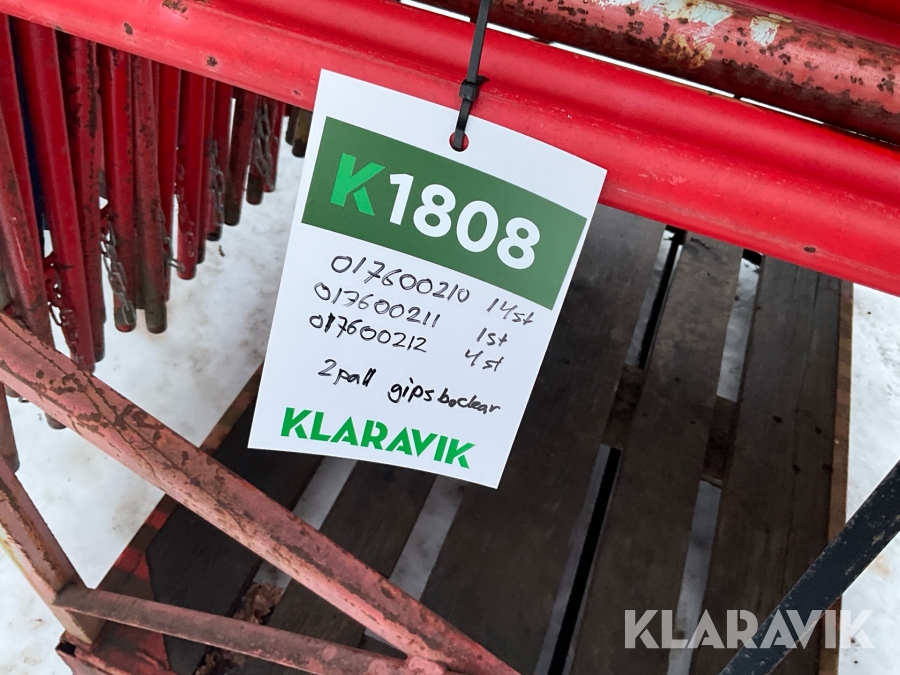 K1808
017600210 14st
017600211 1st
017600212 4st
2pall gipsbockar
KLARAVIK
KLARAVIK